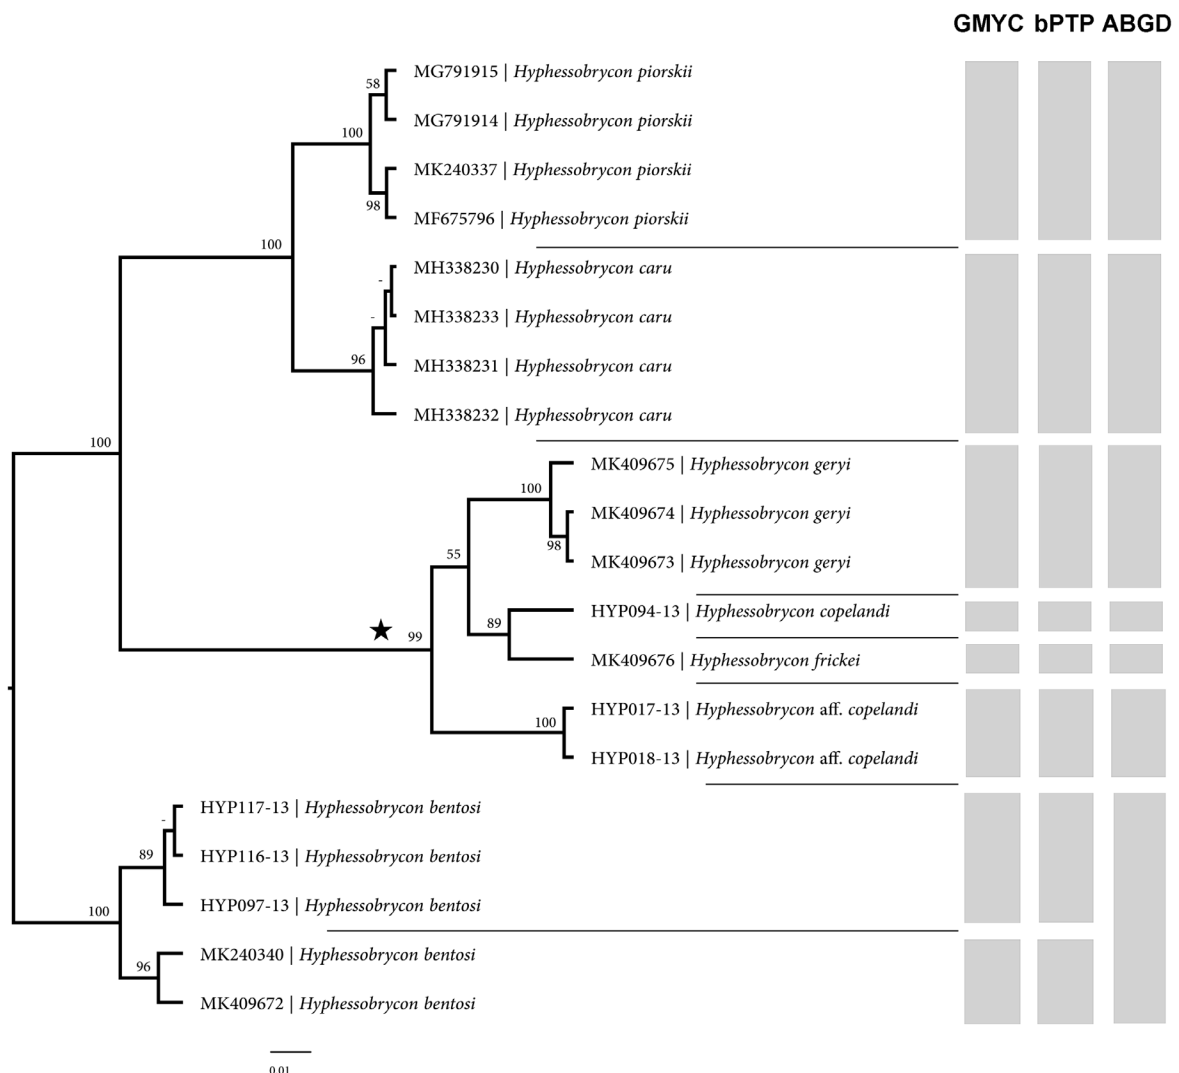 GMYC bPTP ABGD
MG791915 | Hyphessobrycon piorskii
58
MG791914 | Hyphessobrycon piorskii
100
MK240337 | Hyphessobrycon piorskii
98
MF675796 | Hyphessobrycon piorskii
100
MH338230 | Hyphessobrycon caru
-
MH338233 | Hyphessobrycon caru
-
96
MH338231 | Hyphessobrycon caru
MH338232 | Hyphessobrycon caru
100
MK409675 | Hyphessobrycon geryi
100
MK409674 | Hyphessobrycon geryi
98
MK409673 | Hyphessobrycon geryi
55
HYP094-13 | Hyphessobrycon copelandi
89
99
MK409676 | Hyphessobrycon frickei
HYP017-13 | Hyphessobrycon aff. copelandi
100
HYP018-13 | Hyphessobrycon aff. copelandi
HYP117-13 | Hyphessobrycon bentosi
-
89
HYP116-13 | Hyphessobrycon bentosi
HYP097-13 | Hyphessobrycon bentosi
100
MK240340 | Hyphessobrycon bentosi
96
MK409672 | Hyphessobrycon bentosi
0.01